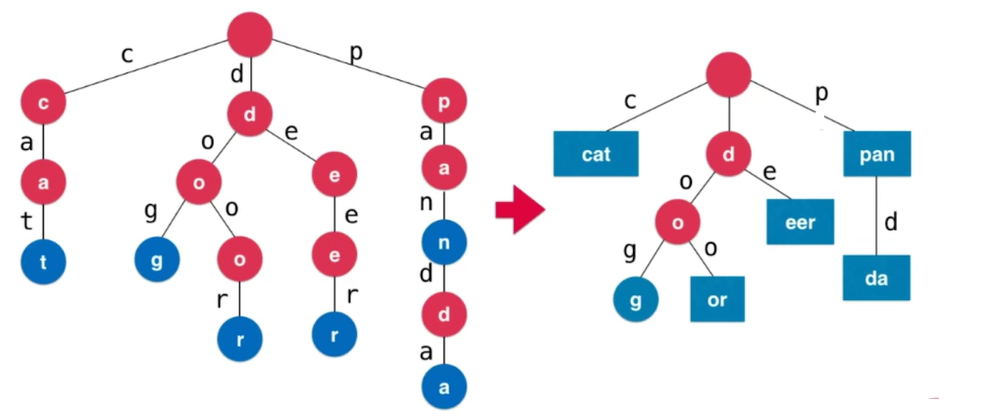 c d p
c d p
a o e a
a o e a
t g o e n
t g o e n
r r d
r r d
a
a
c p
cat d pan
o e d
o eer
g o da
g or